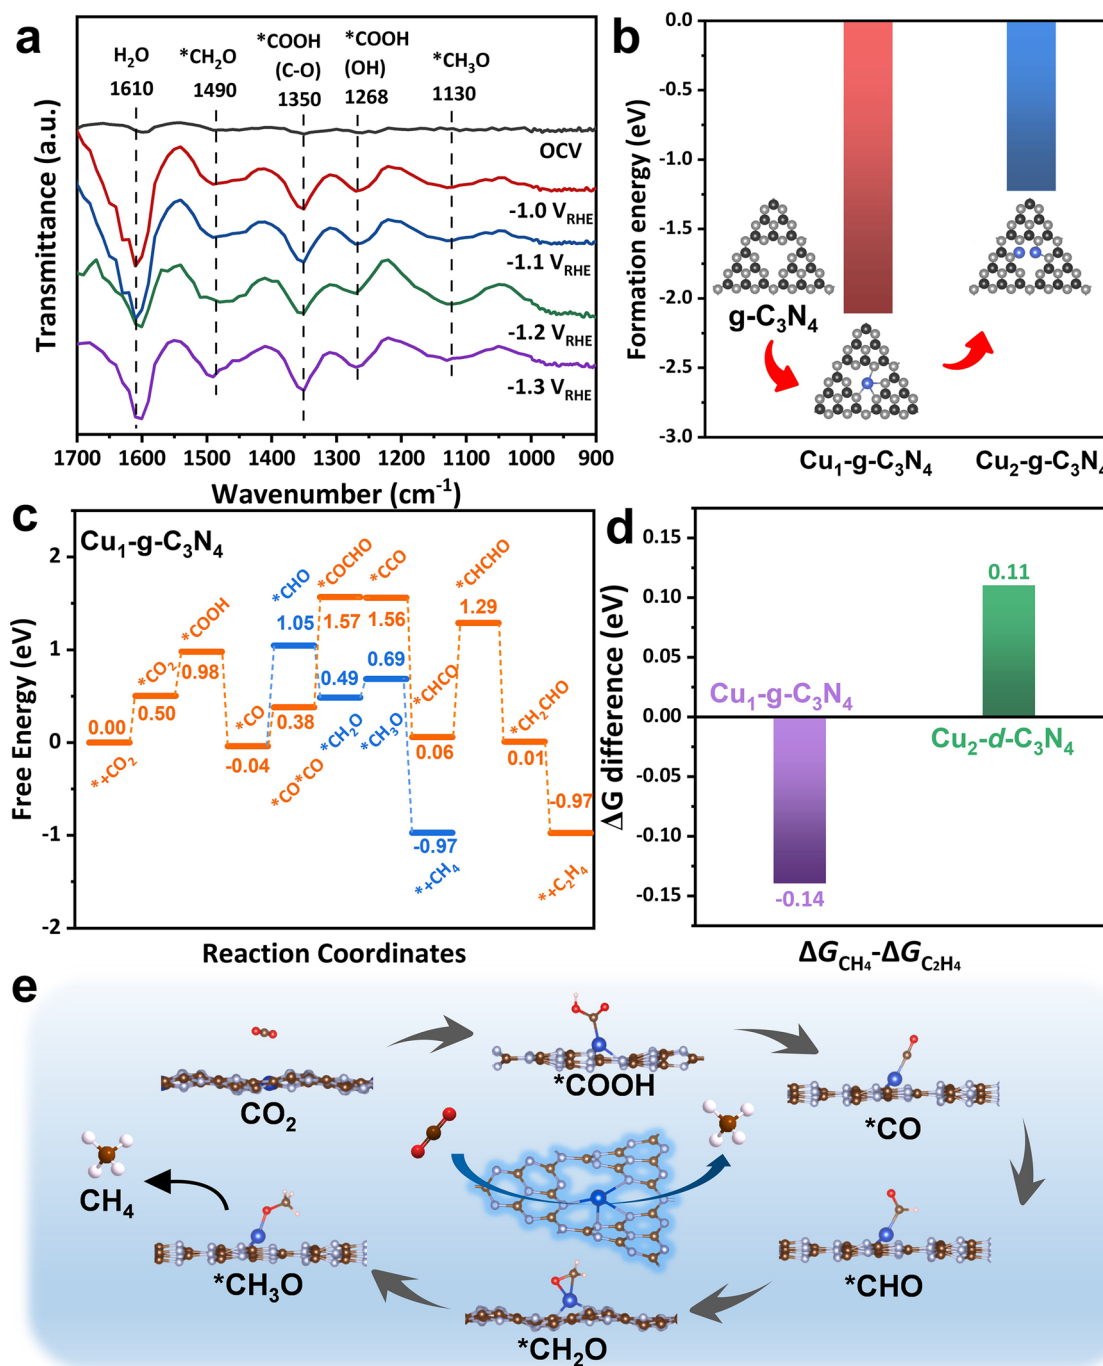 a
H₂O
1610
*CH₂O
1490
*COOH
(C-O)
1350
*COOH
(OH)
1268
*CH₃O
1130
OCV
-1.0 V_RHE
-1.1 V_RHE
-1.2 V_RHE
-1.3 V_RHE
Transmittance (a.u.)
1700 1600 1500 1400 1300 1200 1100 1000 900
Wavenumber (cm⁻¹)
b
0.0
-0.5
-1.0
-1.5
-2.0
-2.5
-3.0
Formation energy (eV)
g-C₃N₄
Cu₁-g-C₃N₄
Cu₂-g-C₃N₄
c
Cu₁-g-C₃N₄
2
1
0
-1
-2
Free Energy (eV)
0.00
*+CO₂
*CO₂
0.50
*COOH
0.98
*CO
-0.04
*CHO
1.05
0.38
*CO*CO
*COCHO
1.57
0.49
*CH₂O
*CCO
1.56
0.69
*CH₃O
*CHCO
0.06
-0.97
*+CH₄
*CHCHO
1.29
*CH₂CHO
0.01
-0.97
*+C₂H₄
Reaction Coordinates
d
0.15
0.10
0.05
0.00
-0.05
-0.10
-0.15
ΔG difference (eV)
Cu₁-g-C₃N₄
-0.14
0.11
Cu₂-d-C₃N₄
ΔG_CH₄-ΔG_C₂H₄
e
CO₂
*COOH
*CO
*CHO
*CH₂O
*CH₃O
CH₄